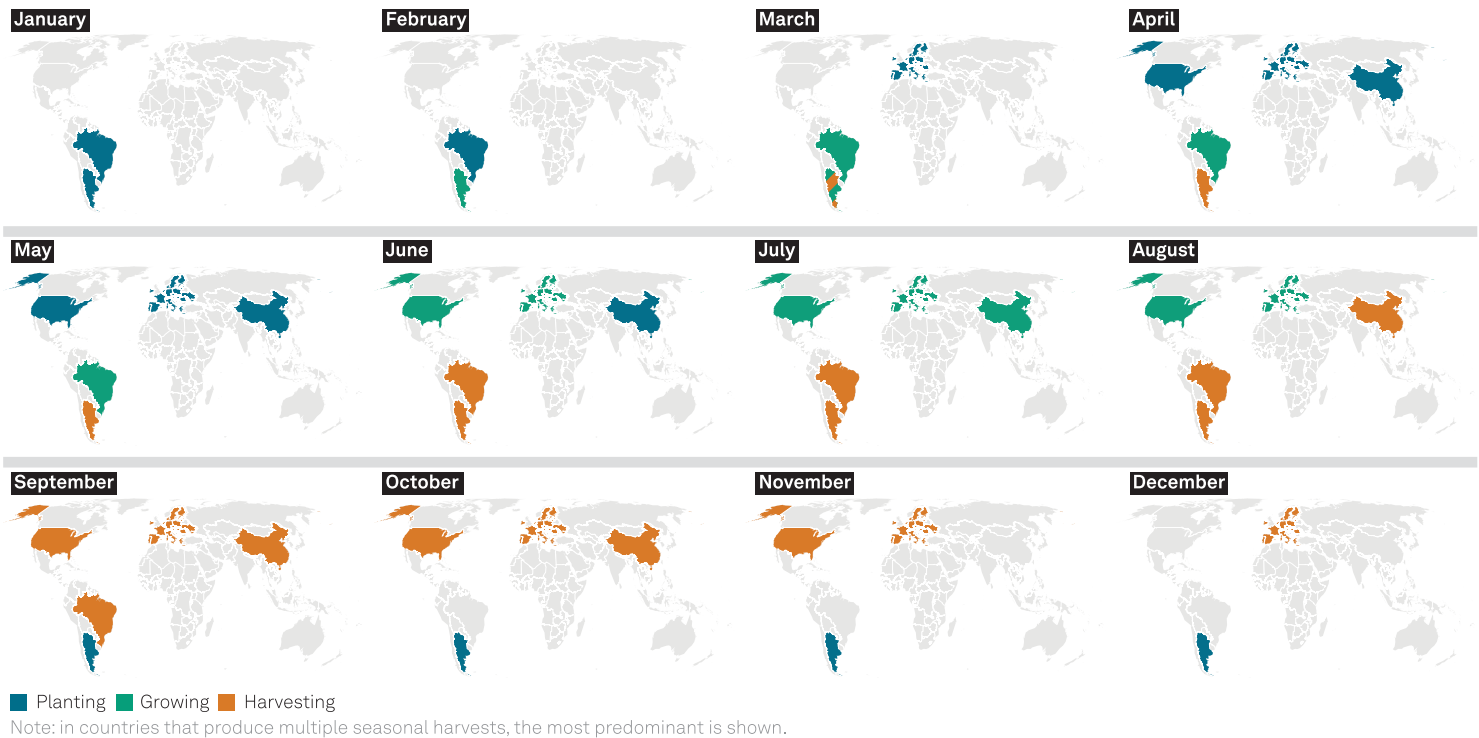 January
February
March
April
May
June
July
August
September
October
November
December
Planting
Growing
Harvesting
Note: in countries that produce multiple seasonal harvests, the most predominant is shown.